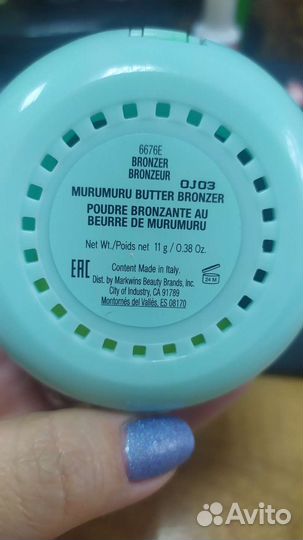 6676E
BRONZER
BRONZEUR
OJ03
MURUMURU BUTTER BRONZER
POUDRE BRONZANTE AU
BEURRE DE MURUMURU
Net Wt./Poids net 11 g / 0.38 Oz.
EAC
Content Made in Italy.
Dist. by Markwins Beauty Brands, Inc.
City of Industry, CA 91789
Montornés del Vallés, ES 08170
24 M
Avito